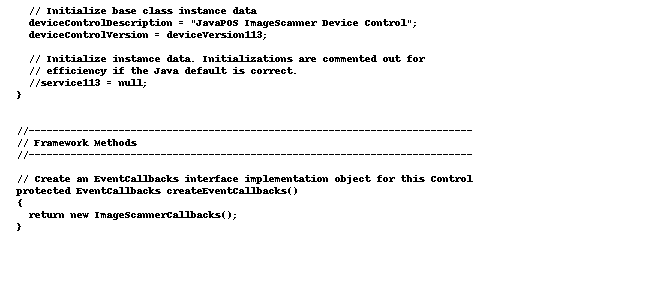 // Initialize base class instance data
deviceControlDescription = "JavaPOS ImageScanner Device Control";
deviceControlVersion = deviceVersion113;
// Initialize instance data. Initializations are commented out for
// efficiency if the Java default is correct.
//service113 = null;
}
//--------------------------------------------------------------------------
// Framework Methods
//--------------------------------------------------------------------------
// Create an EventCallbacks interface implementation object for this Control
protected EventCallbacks createEventCallbacks()
{
return new ImageScannerCallbacks();
}